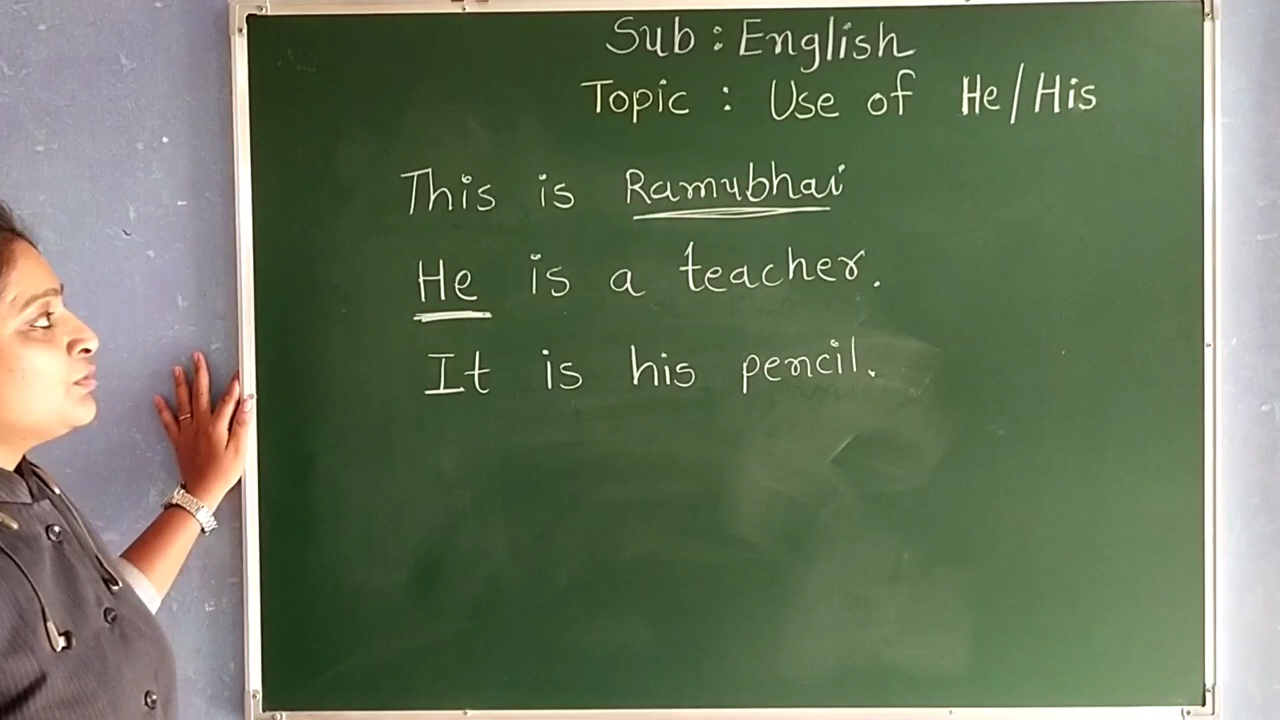 Sub : English
Topic : Use of He/His
This is Ramubhai
He is a teacher.
It is his pencil.